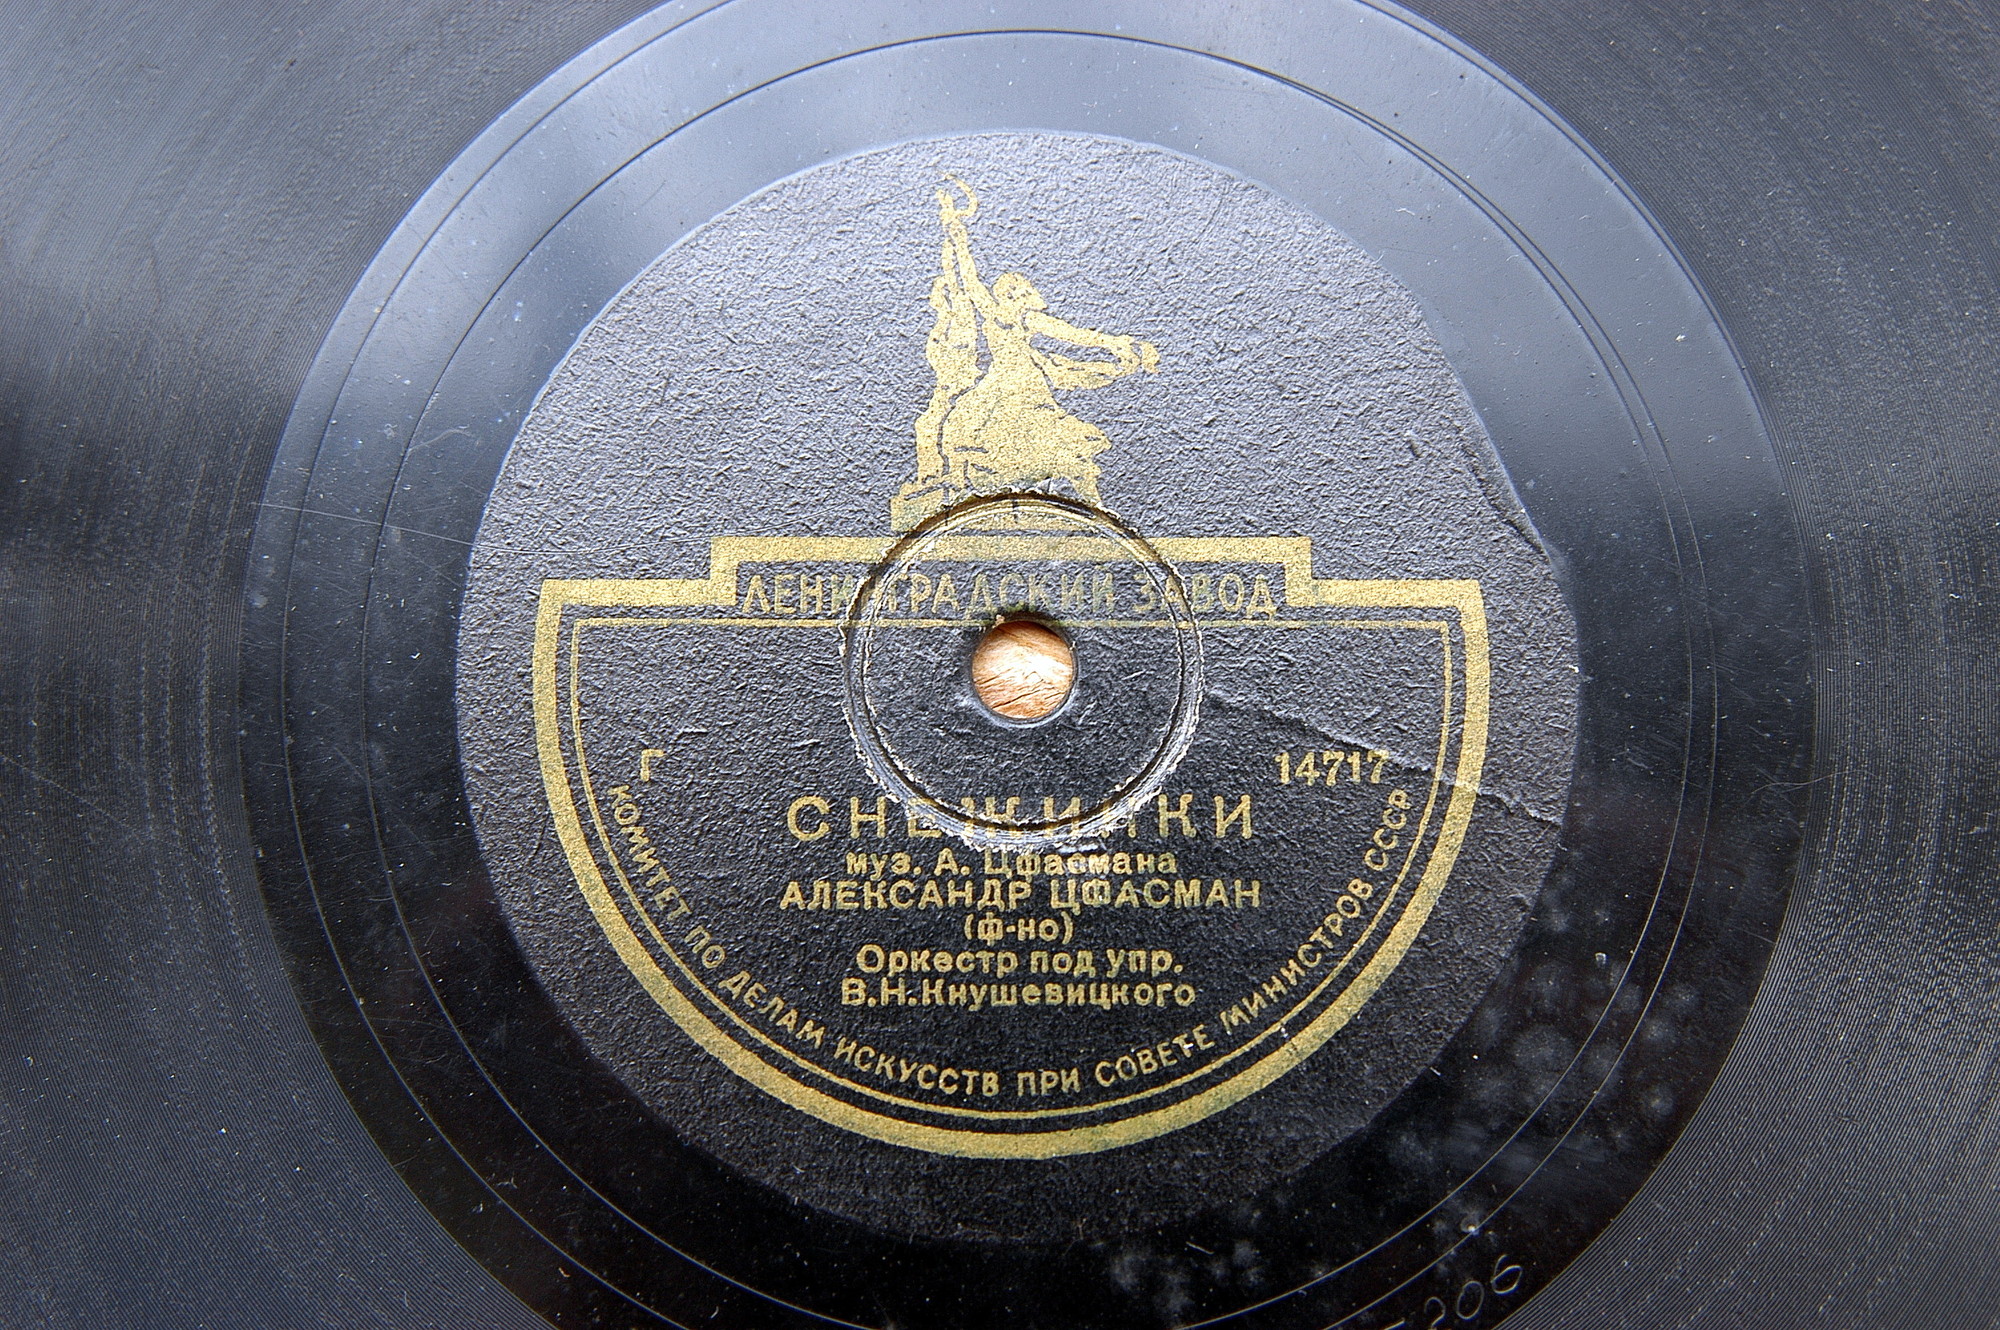 ЛЕНИНГРАДСКИЙ ЗАВОД
Г 14717
СНЕЖИНКИ
муз. А. Цфасмана
АЛЕКСАНДР ЦФАСМАН
(ф-но)
Оркестр под упр.
В.Н.Кнушевицкого
КОМИТЕТ ПО ДЕЛАМ ИСКУССТВ ПРИ СОВЕТЕ МИНИСТРОВ СССР
206